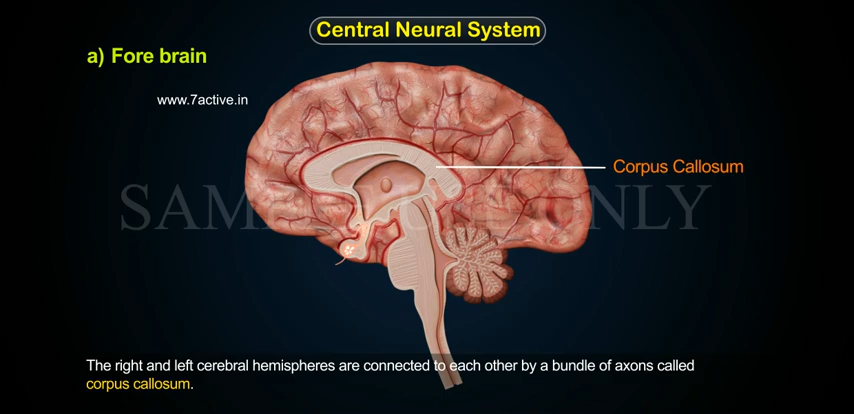 Central Neural System
a) Fore brain
www.7active.in
Corpus Callosum
SAMPLE USE ONLY
The right and left cerebral hemispheres are connected to each other by a bundle of axons called
corpus callosum.